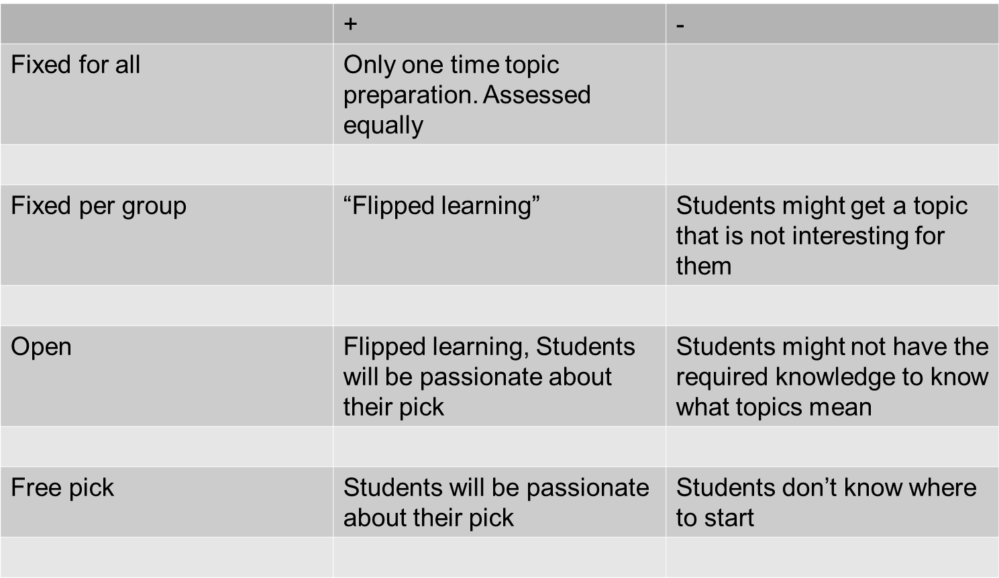 +
-
Fixed for all
Only one time topic
preparation. Assessed
equally
Fixed per group
“Flipped learning”
Students might get a topic
that is not interesting for
them
Open
Flipped learning, Students
will be passionate about
their pick
Students might not have the
required knowledge to know
what topics mean
Free pick
Students will be passionate
about their pick
Students don’t know where
to start